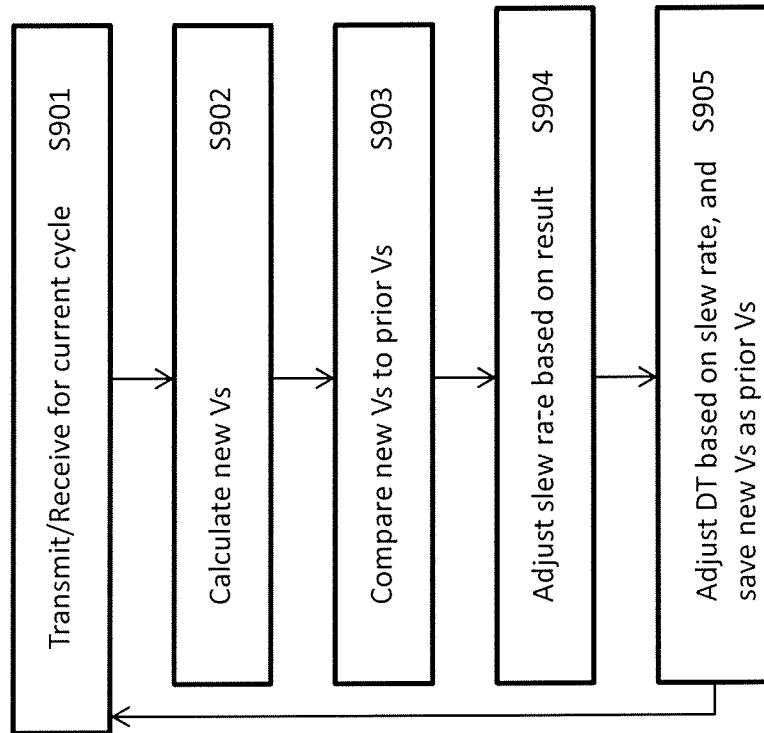 Transmit/Receive for current cycle S901
Calculate new Vs S902
Compare new Vs to prior Vs S903
Adjust slew rate based on result S904
Adjust DT based on slew rate, and S905
save new Vs as prior Vs